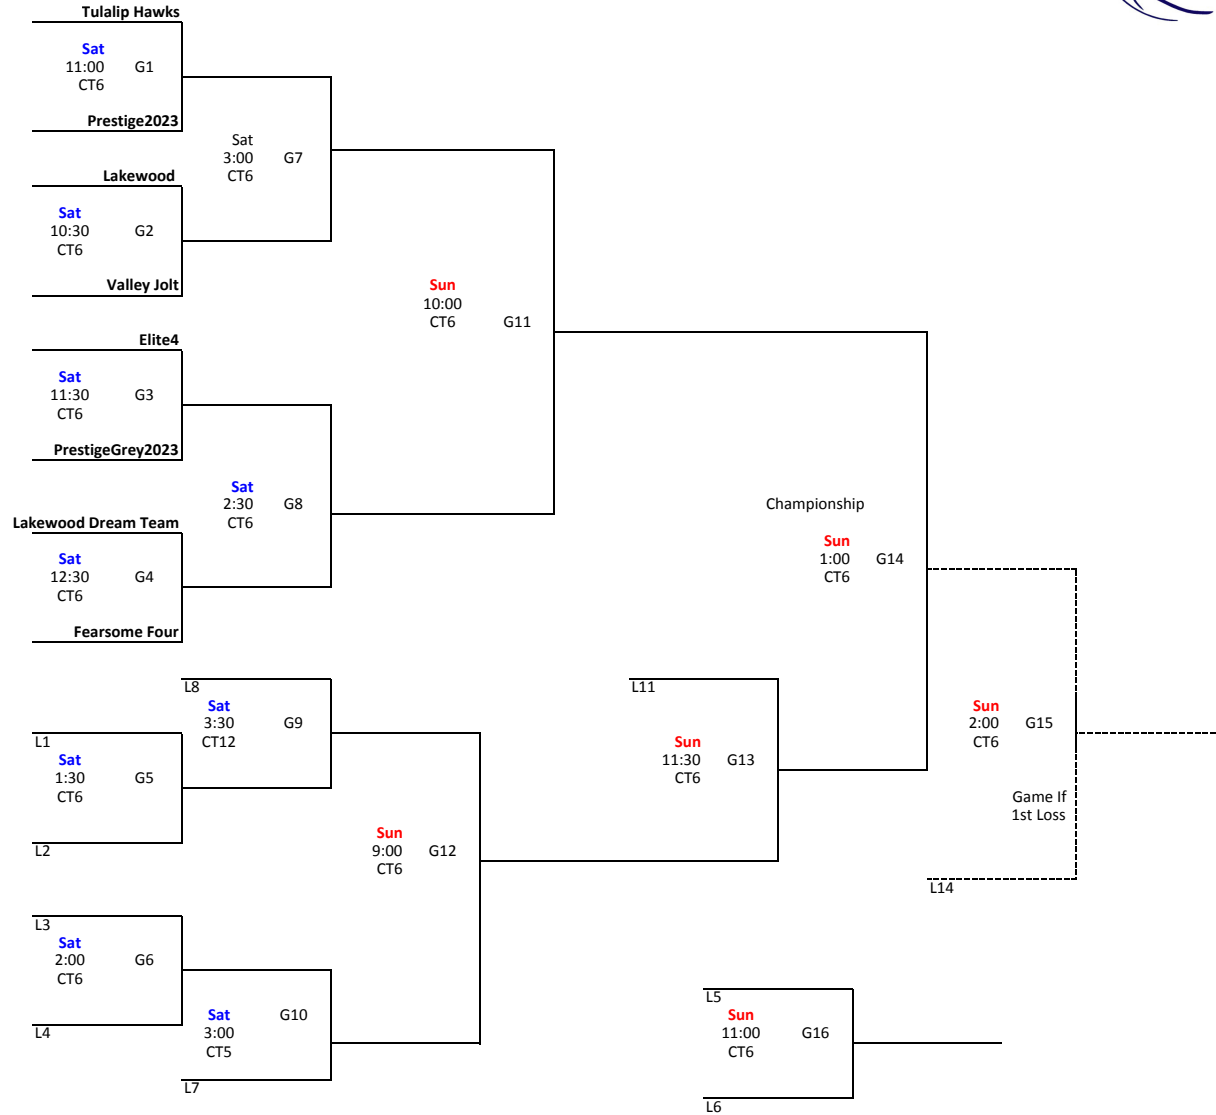 Tulalip Hawks
Sat
11:00 G1
CT6
Prestige2023
Sat
3:00 G7
CT6
Lakewood
Sat
10:30 G2
CT6
Valley Jolt
Sun
10:00
CT6 G11
Elite4
Sat
11:30 G3
CT6
PrestigeGrey2023
Sat
2:30 G8
CT6
Championship
Lakewood Dream Team
Sun
1:00 G14
CT6
Sat
12:30 G4
CT6
Fearsome Four
L8
Sat
3:30 G9
CT12
L11
Sun
2:00 G15
CT6
L1
Sat
1:30 G5
CT6
Sun
11:30 G13
CT6
Game If
1st Loss
L2
Sun
9:00 G12
CT6
L14
L3
Sat
2:00 G6
CT6
L4
Sat G10
3:00
CT5
L7
L5
Sun
11:00 G16
CT6
L6